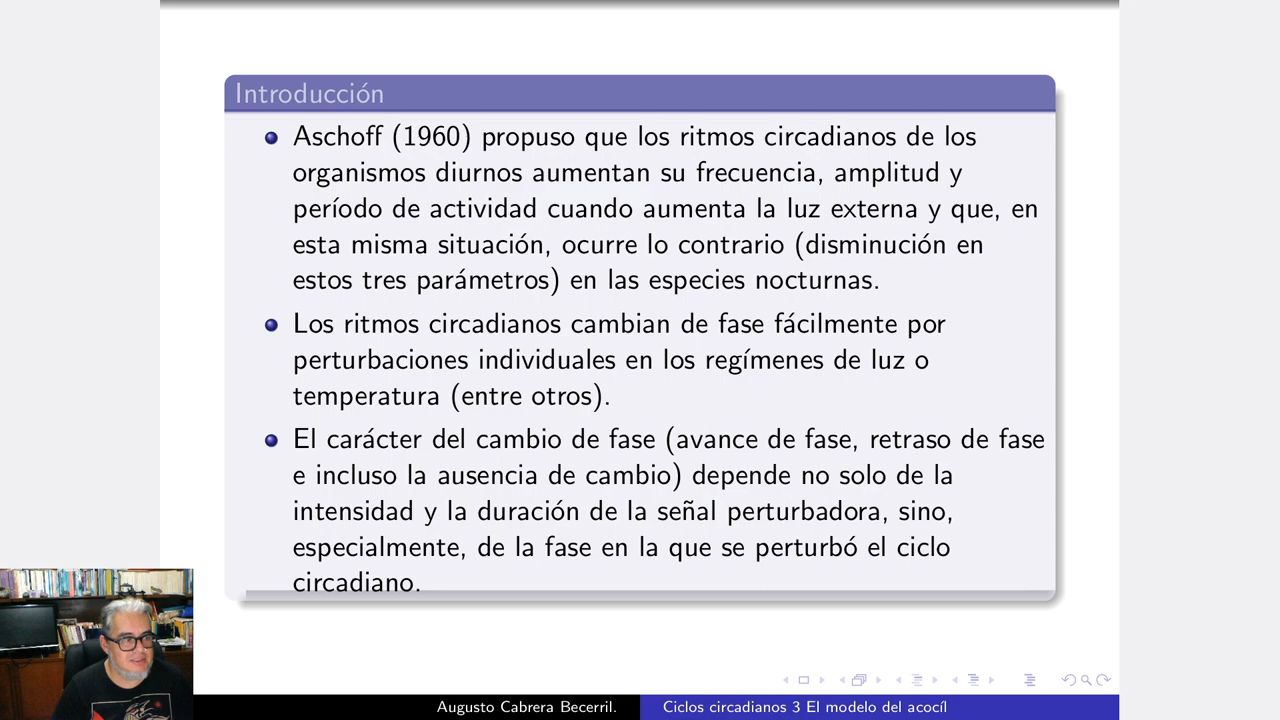 Introducción
Aschoff (1960) propuso que los ritmos circadianos de los
organismos diurnos aumentan su frecuencia, amplitud y
período de actividad cuando aumenta la luz externa y que, en
esta misma situación, ocurre lo contrario (disminución en
estos tres parámetros) en las especies nocturnas.
Los ritmos circadianos cambian de fase fácilmente por
perturbaciones individuales en los regímenes de luz o
temperatura (entre otros).
El carácter del cambio de fase (avance de fase, retraso de fase
e incluso la ausencia de cambio) depende no solo de la
intensidad y la duración de la señal perturbadora, sino,
especialmente, de la fase en la que se perturbó el ciclo
circadiano.
Augusto Cabrera Becerril.
Ciclos circadianos 3 El modelo del acocíl